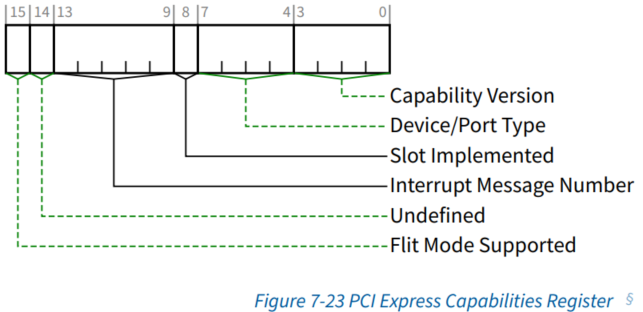 15 14 13 9 8 7 4 3 0
Capability Version
Device/Port Type
Slot Implemented
Interrupt Message Number
Undefined
Flit Mode Supported
Figure 7-23 PCI Express Capabilities Register §